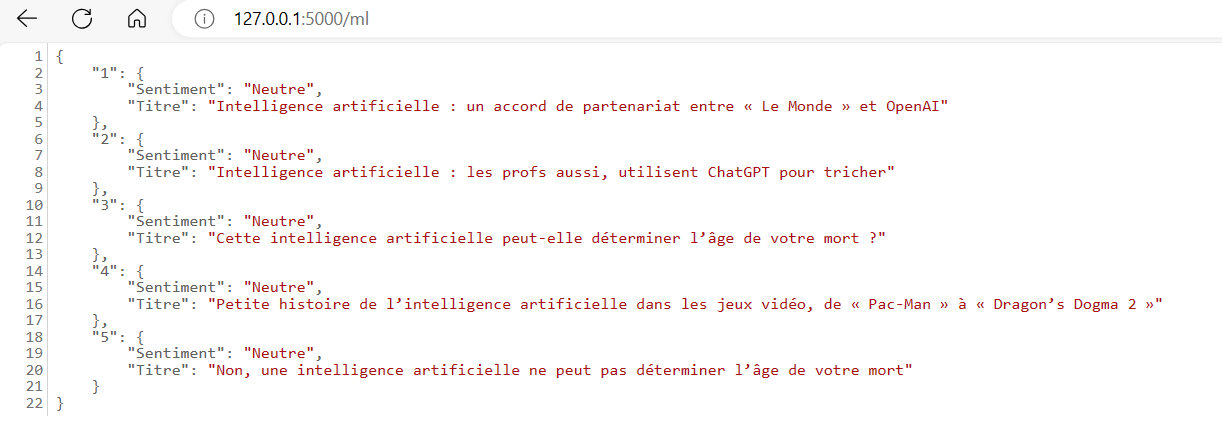 127.0.0.1:5000/ml
1 {
2 "1": {
3 "Sentiment": "Neutre",
4 "Titre": "Intelligence artificielle : un accord de partenariat entre « Le Monde » et OpenAI"
5 },
6 "2": {
7 "Sentiment": "Neutre",
8 "Titre": "Intelligence artificielle : les profs aussi, utilisent ChatGPT pour tricher"
9 },
10 "3": {
11 "Sentiment": "Neutre",
12 "Titre": "Cette intelligence artificielle peut-elle déterminer l’âge de votre mort ?"
13 },
14 "4": {
15 "Sentiment": "Neutre",
16 "Titre": "Petite histoire de l’intelligence artificielle dans les jeux vidéo, de « Pac-Man » à « Dragon’s Dogma 2 »"
17 },
18 "5": {
19 "Sentiment": "Neutre",
20 "Titre": "Non, une intelligence artificielle ne peut pas déterminer l’âge de votre mort"
21 }
22 }